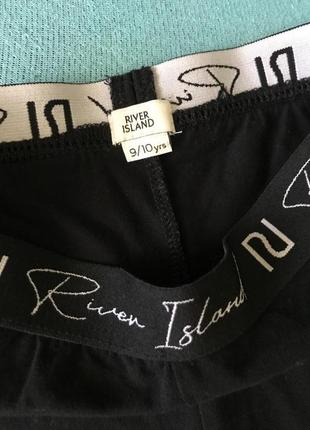 RIVER
ISLAND
9/10 yrs
River Island